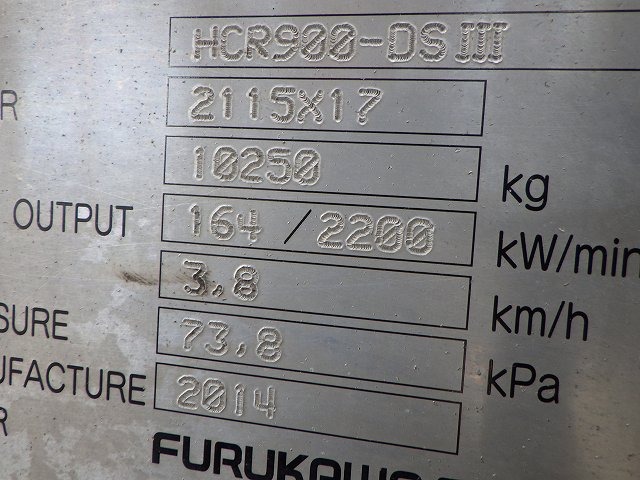 HCR900-DSIII
R 2115X17
10250 kg
OUTPUT 164/2200 kW/min
3.8 km/h
SURE 73.8 kPa
UFACTURE 2014
R
FURUKAW